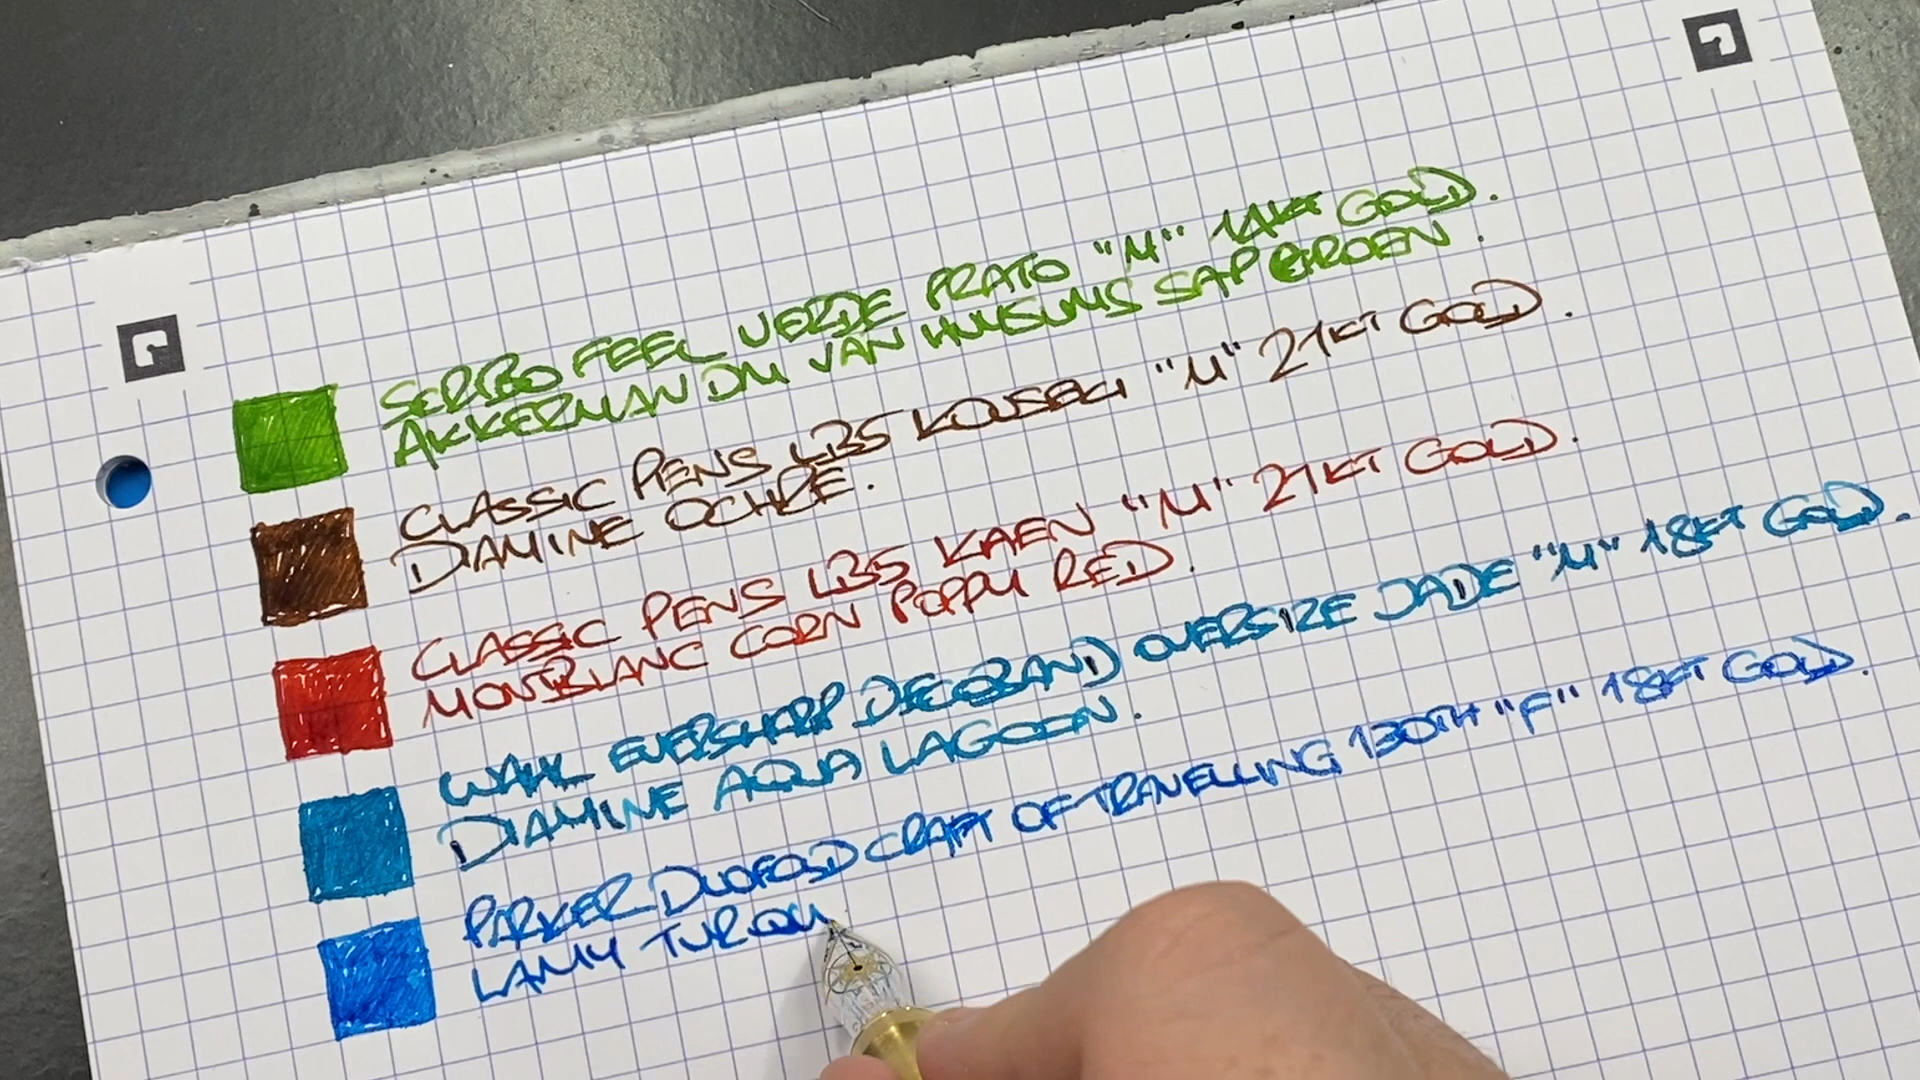 SERBO FEEL VERDE PRATO "M" 14KT GOLD.
AKKERMAN DM VAN HUYSUMS SAP GROEN.
CLASSIC PENS LB5 KOUSEKI "M" 21KT GOLD.
DIAMINE OCHRE.
CLASSIC PENS LB5 KAEN "M" 21KT GOLD.
MONTBLANC CORN POPPY RED.
WAHL EVERSHARP DECOBAND OVERSIZE JADE "M" 18KT GOLD.
DIAMINE AQUA LAGOON.
PARKER DUOFOLD CRAFT OF TRAVELLING 130TH "F" 18KT GOLD.
LAMY TURQU